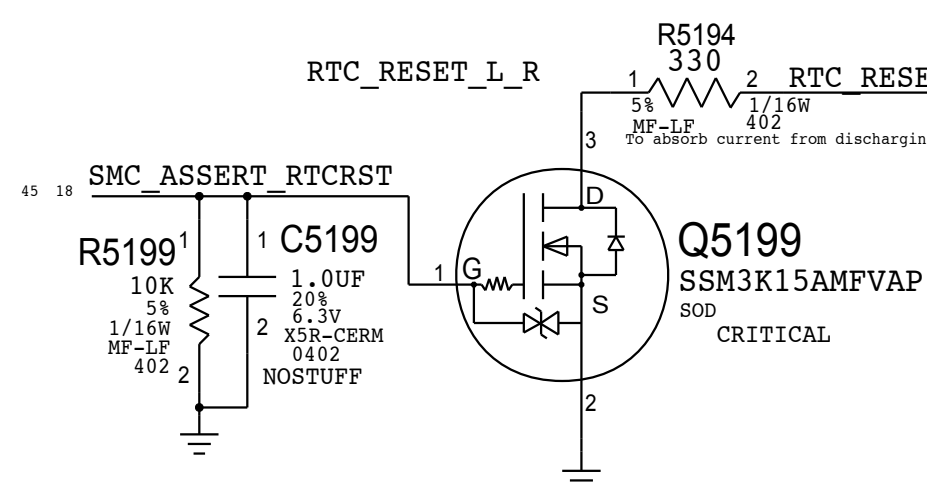 R5194
330
RTC_RESET_L_R
1
2
RTC_RESE
5%
1/16W
MF-LF
402
To absorb current from dischargin
3
45 18
SMC_ASSERT_RTCRST
D
R5199
1
1
C5199
Q5199
10K
5%
1/16W
MF-LF
402
2
1.0UF
20%
6.3V
X5R-CERM
0402
NOSTUFF
2
1
G
S
SSM3K15AMFVAP
SOD
CRITICAL
2